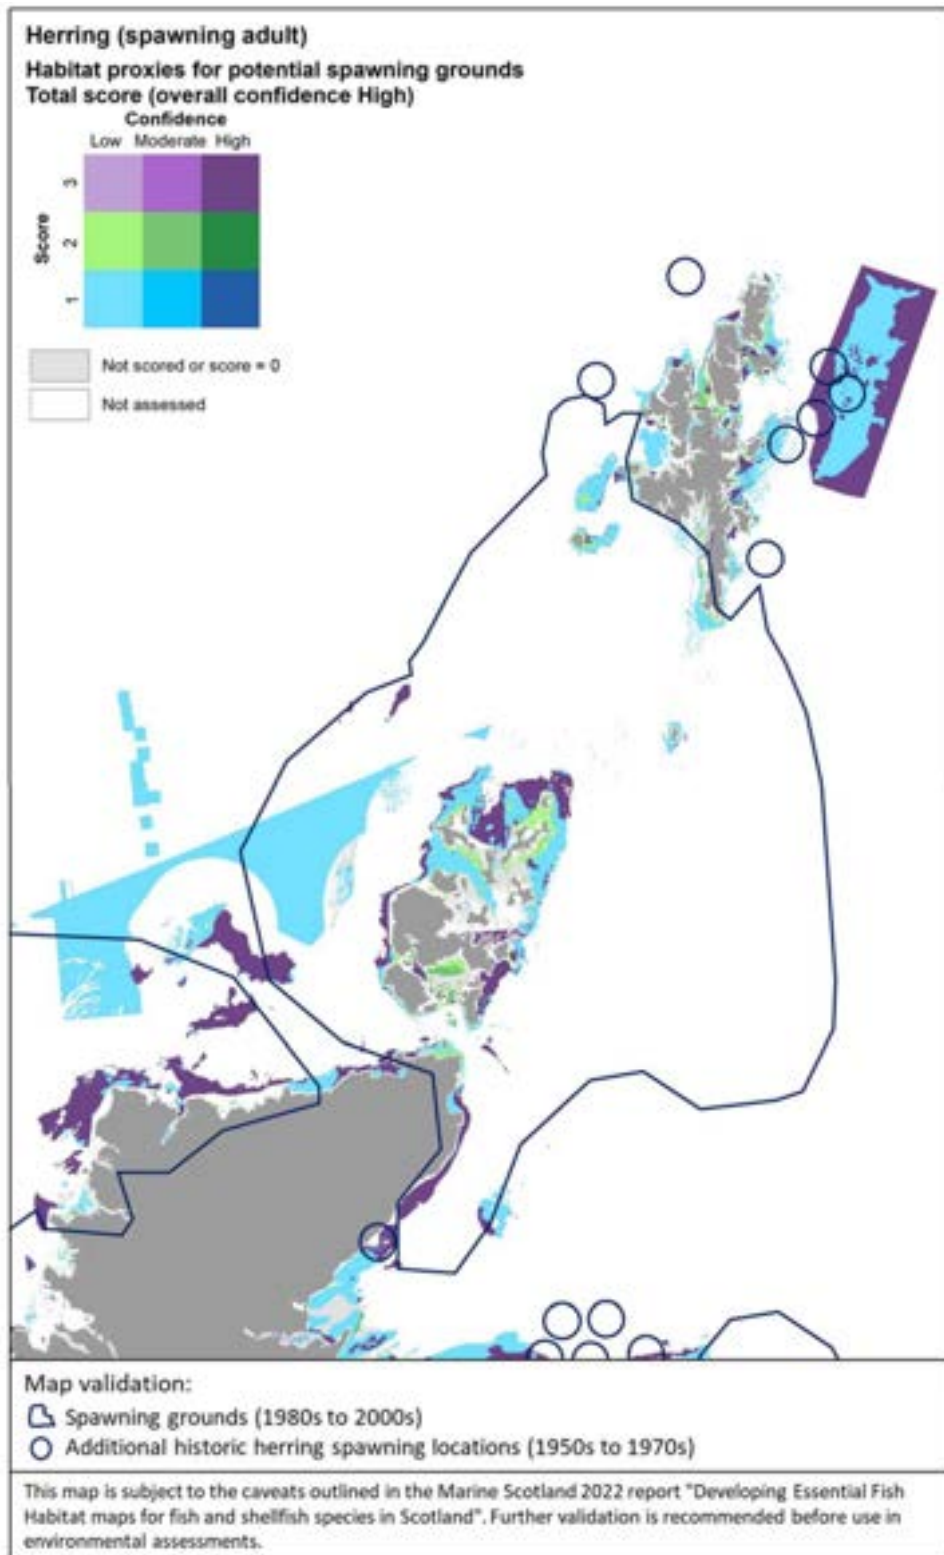 Herring (spawning adult)
Habitat proxies for potential spawning grounds
Total score (overall confidence High)
Confidence
Low Moderate High
Score
3
2
1
Not scored or score = 0
Not assessed
Map validation:
Spawning grounds (1980s to 2000s)
Additional historic herring spawning locations (1950s to 1970s)
This map is subject to the caveats outlined in the Marine Scotland 2022 report "Developing Essential Fish
Habitat maps for fish and shellfish species in Scotland". Further validation is recommended before use in
environmental assessments.